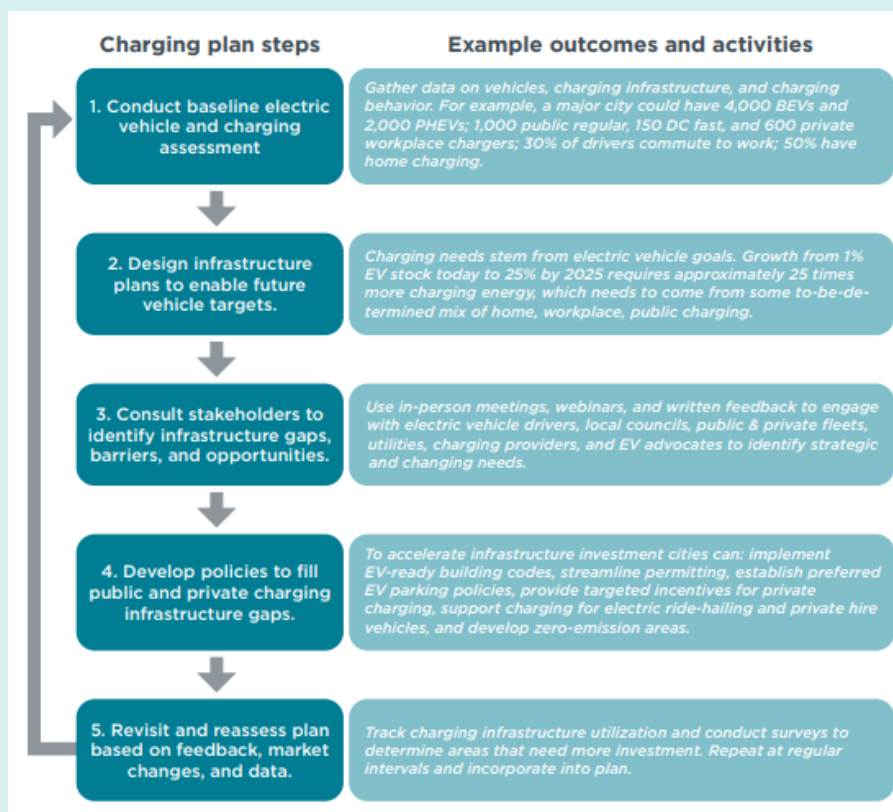 Charging plan steps
Example outcomes and activities
1. Conduct baseline electric
vehicle and charging
assessment
Gather data on vehicles, charging infrastructure, and charging
behavior. For example, a major city could have 4,000 BEVs and
2,000 PHEVs; 1,000 public regular, 150 DC fast, and 600 private
workplace chargers; 30% of drivers commute to work; 50% have
home charging.
2. Design infrastructure
plans to enable future
vehicle targets.
Charging needs stem from electric vehicle goals. Growth from 1%
EV stock today to 25% by 2025 requires approximately 25 times
more charging energy, which needs to come from some to-be-de-
termined mix of home, workplace, public charging.
3. Consult stakeholders to
identify infrastructure gaps,
barriers, and opportunities.
Use in-person meetings, webinars, and written feedback to engage
with electric vehicle drivers, local councils, public & private fleets,
utilities, charging providers, and EV advocates to identify strategic
and changing needs.
4. Develop policies to fill
public and private charging
infrastructure gaps.
To accelerate infrastructure investment cities can: implement
EV-ready building codes, streamline permitting, establish preferred
EV parking policies, provide targeted incentives for private
charging, support charging for electric ride-hailing and private hire
vehicles, and develop zero-emission areas.
5. Revisit and reassess plan
based on feedback, market
changes, and data.
Track charging infrastructure utilization and conduct surveys to
determine areas that need more investment. Repeat at regular
intervals and incorporate into plan.